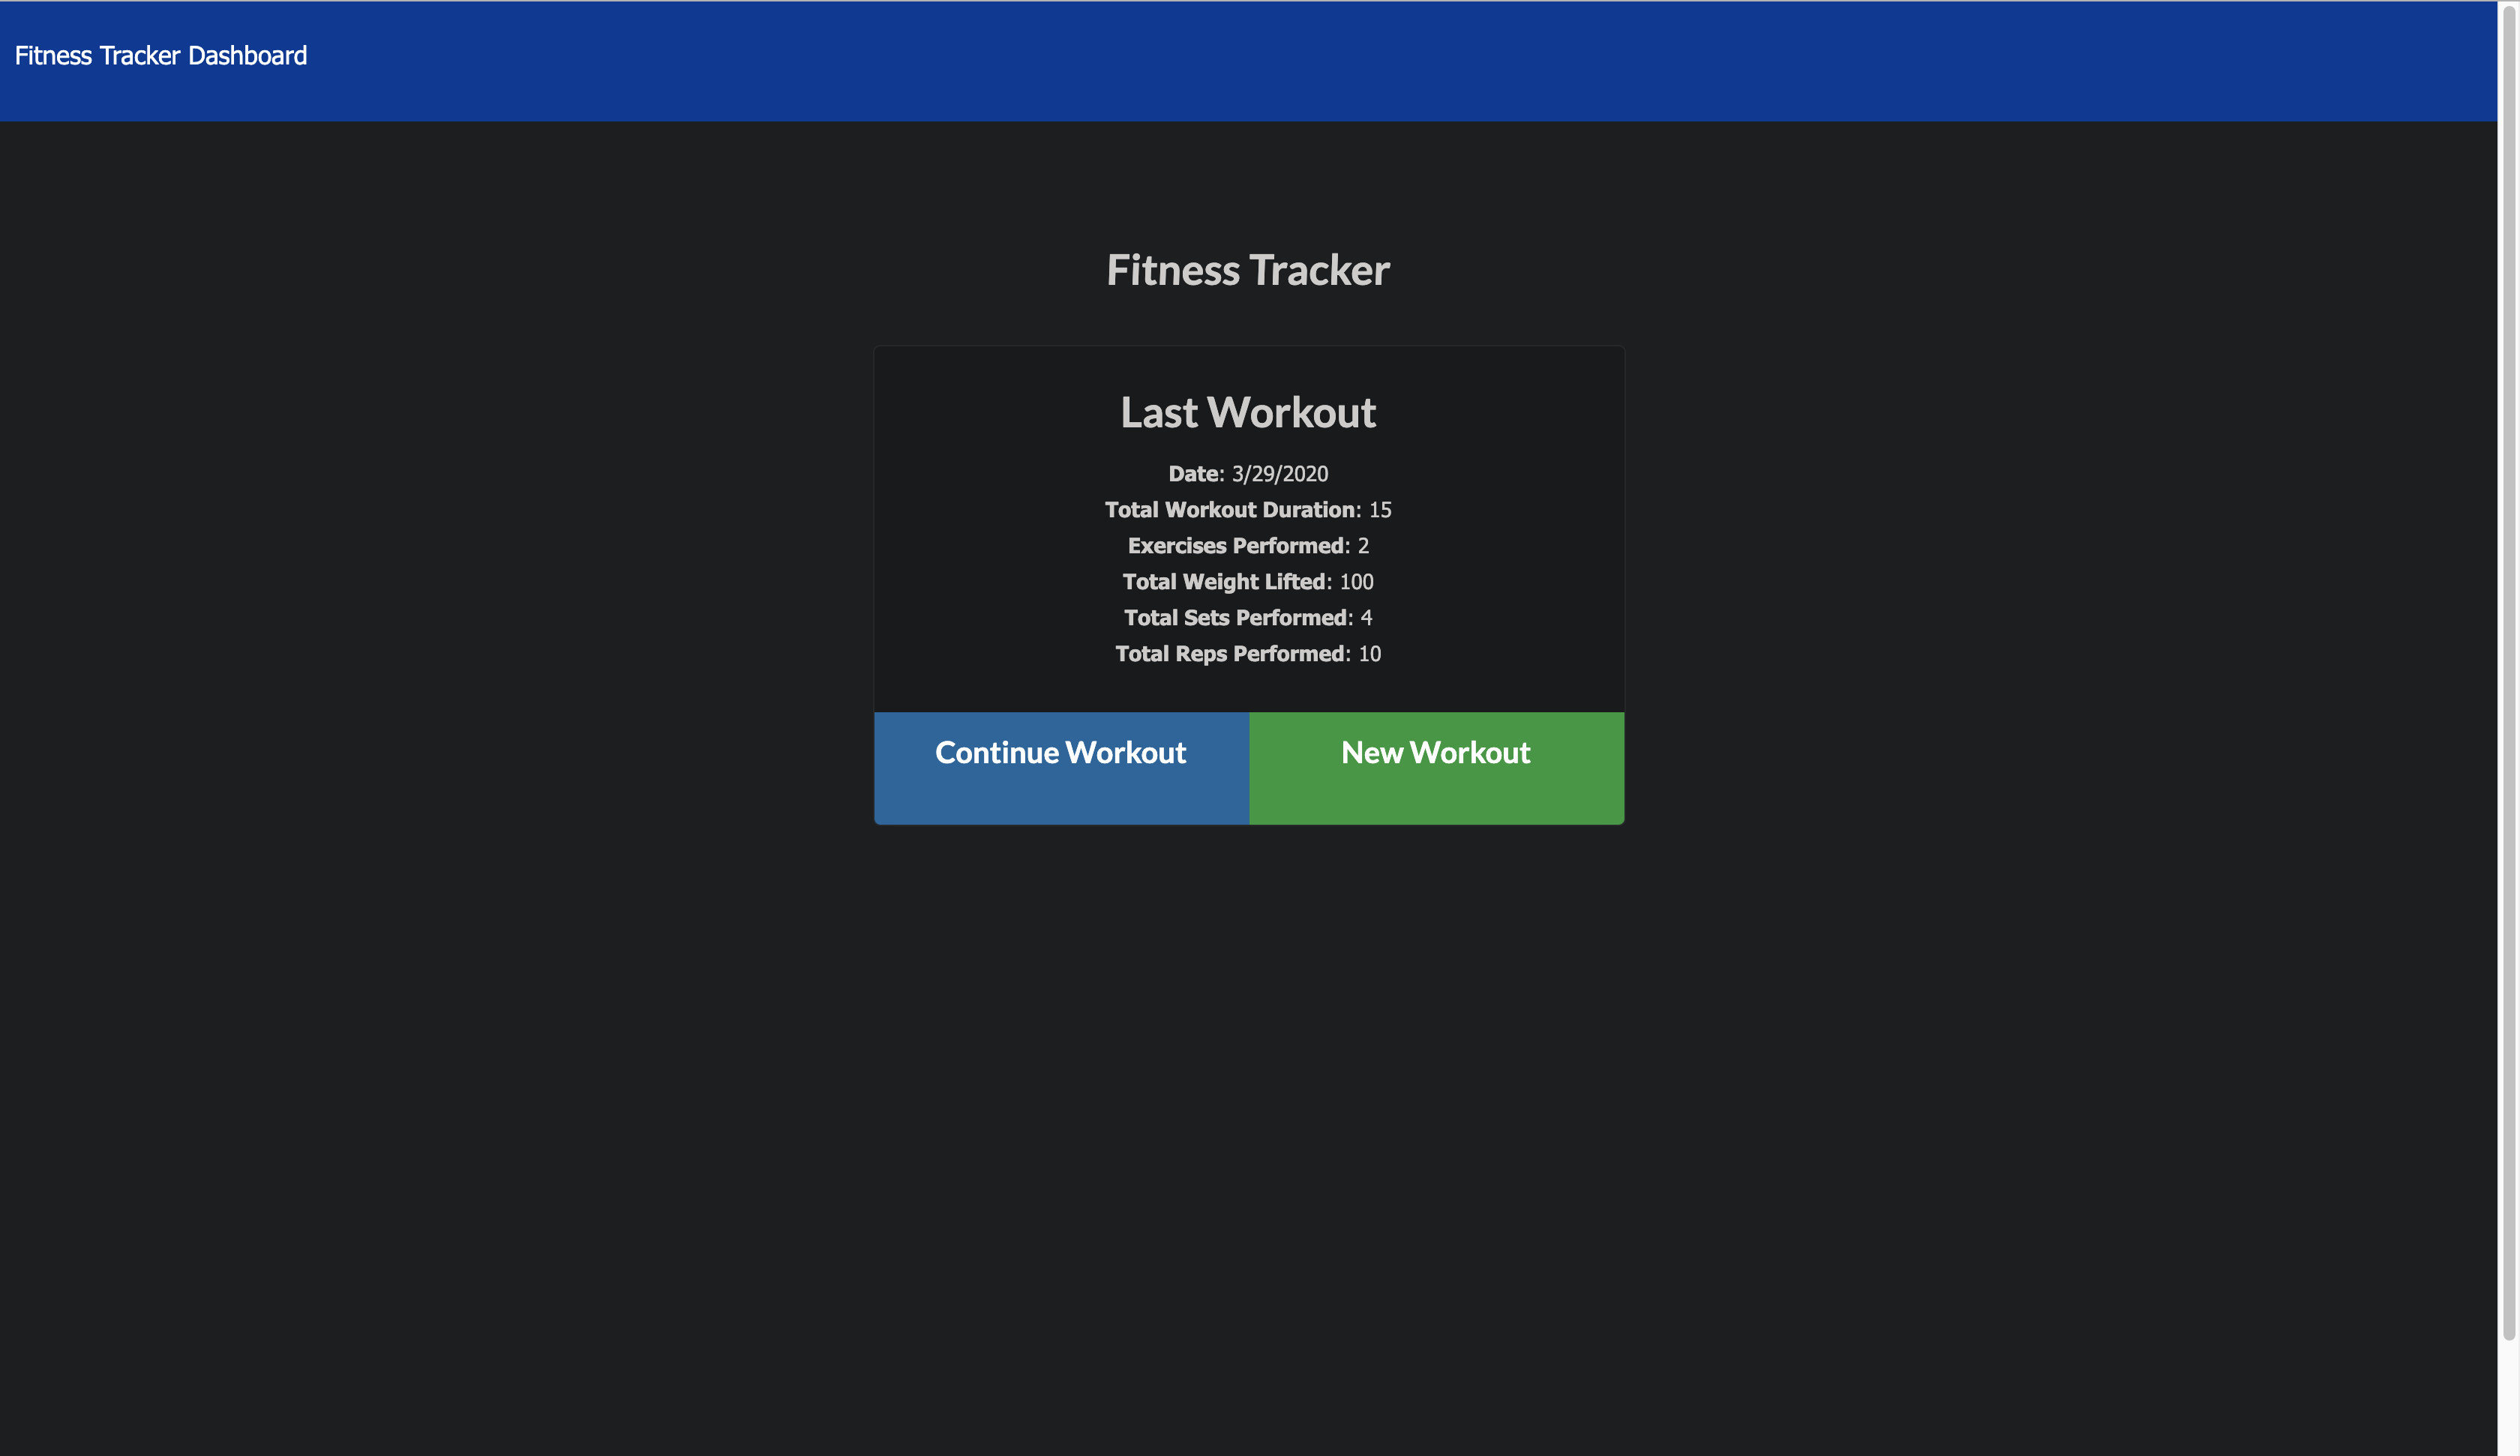 Fitness Tracker Dashboard
Fitness Tracker
Last Workout
Date: 3/29/2020
Total Workout Duration: 15
Exercises Performed: 2
Total Weight Lifted: 100
Total Sets Performed: 4
Total Reps Performed: 10
Continue Workout
New Workout